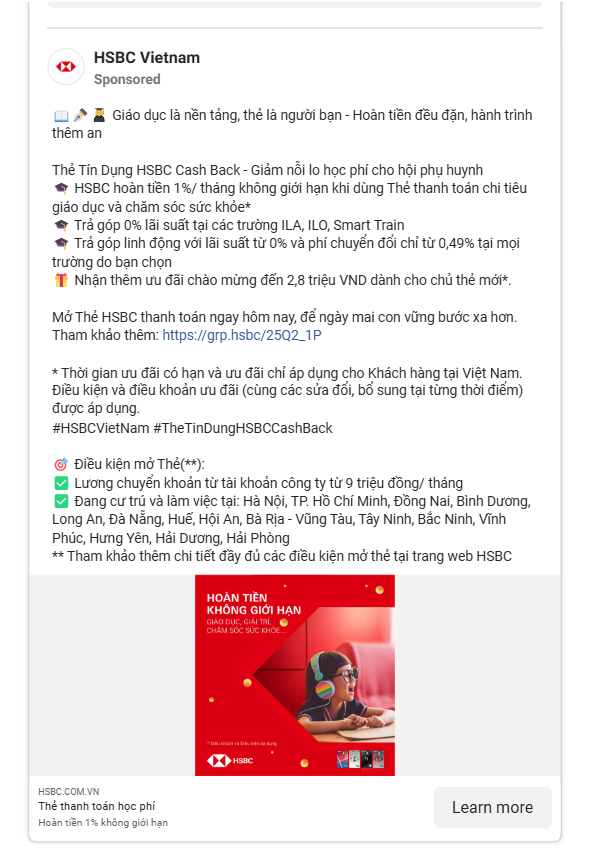 HSBC Vietnam
Sponsored
📖 🖋️ 👩‍🎓 Giáo dục là nền tảng, thẻ là người bạn - Hoàn tiền đều đặn, hành trình
thêm an
Thẻ Tín Dụng HSBC Cash Back - Giảm nỗi lo học phí cho hội phụ huynh
🎓 HSBC hoàn tiền 1%/ tháng không giới hạn khi dùng Thẻ thanh toán chi tiêu
giáo dục và chăm sóc sức khỏe*
🎓 Trả góp 0% lãi suất tại các trường ILA, ILO, Smart Train
🎓 Trả góp linh động với lãi suất từ 0% và phí chuyển đổi chỉ từ 0,49% tại mọi
trường do bạn chọn
🎁 Nhận thêm ưu đãi chào mừng đến 2,8 triệu VND dành cho chủ thẻ mới*.
Mở Thẻ HSBC thanh toán ngay hôm nay, để ngày mai con vững bước xa hơn.
Tham khảo thêm: https://grp.hsbc/25Q2_1P
* Thời gian ưu đãi có hạn và ưu đãi chỉ áp dụng cho Khách hàng tại Việt Nam.
Điều kiện và điều khoản ưu đãi (cùng các sửa đổi, bổ sung tại từng thời điểm)
được áp dụng.
#HSBCVietNam #TheTinDungHSBCCashBack
🎯 Điều kiện mở Thẻ(**):
✅ Lương chuyển khoản từ tài khoản công ty từ 9 triệu đồng/ tháng
✅ Đang cư trú và làm việc tại: Hà Nội, TP. Hồ Chí Minh, Đồng Nai, Bình Dương,
Long An, Đà Nẵng, Huế, Hội An, Bà Rịa - Vũng Tàu, Tây Ninh, Bắc Ninh, Vĩnh
Phúc, Hưng Yên, Hải Dương, Hải Phòng
** Tham khảo thêm chi tiết đầy đủ các điều kiện mở thẻ tại trang web HSBC
HOÀN TIỀN
KHÔNG GIỚI HẠN
GIÁO DỤC, GIẢI TRÍ,
CHĂM SÓC SỨC KHỎE...
* Điều khoản và Điều kiện áp dụng
HSBC
HSBC.COM.VN
Thẻ thanh toán học phí
Hoàn tiền 1% không giới hạn
Learn more